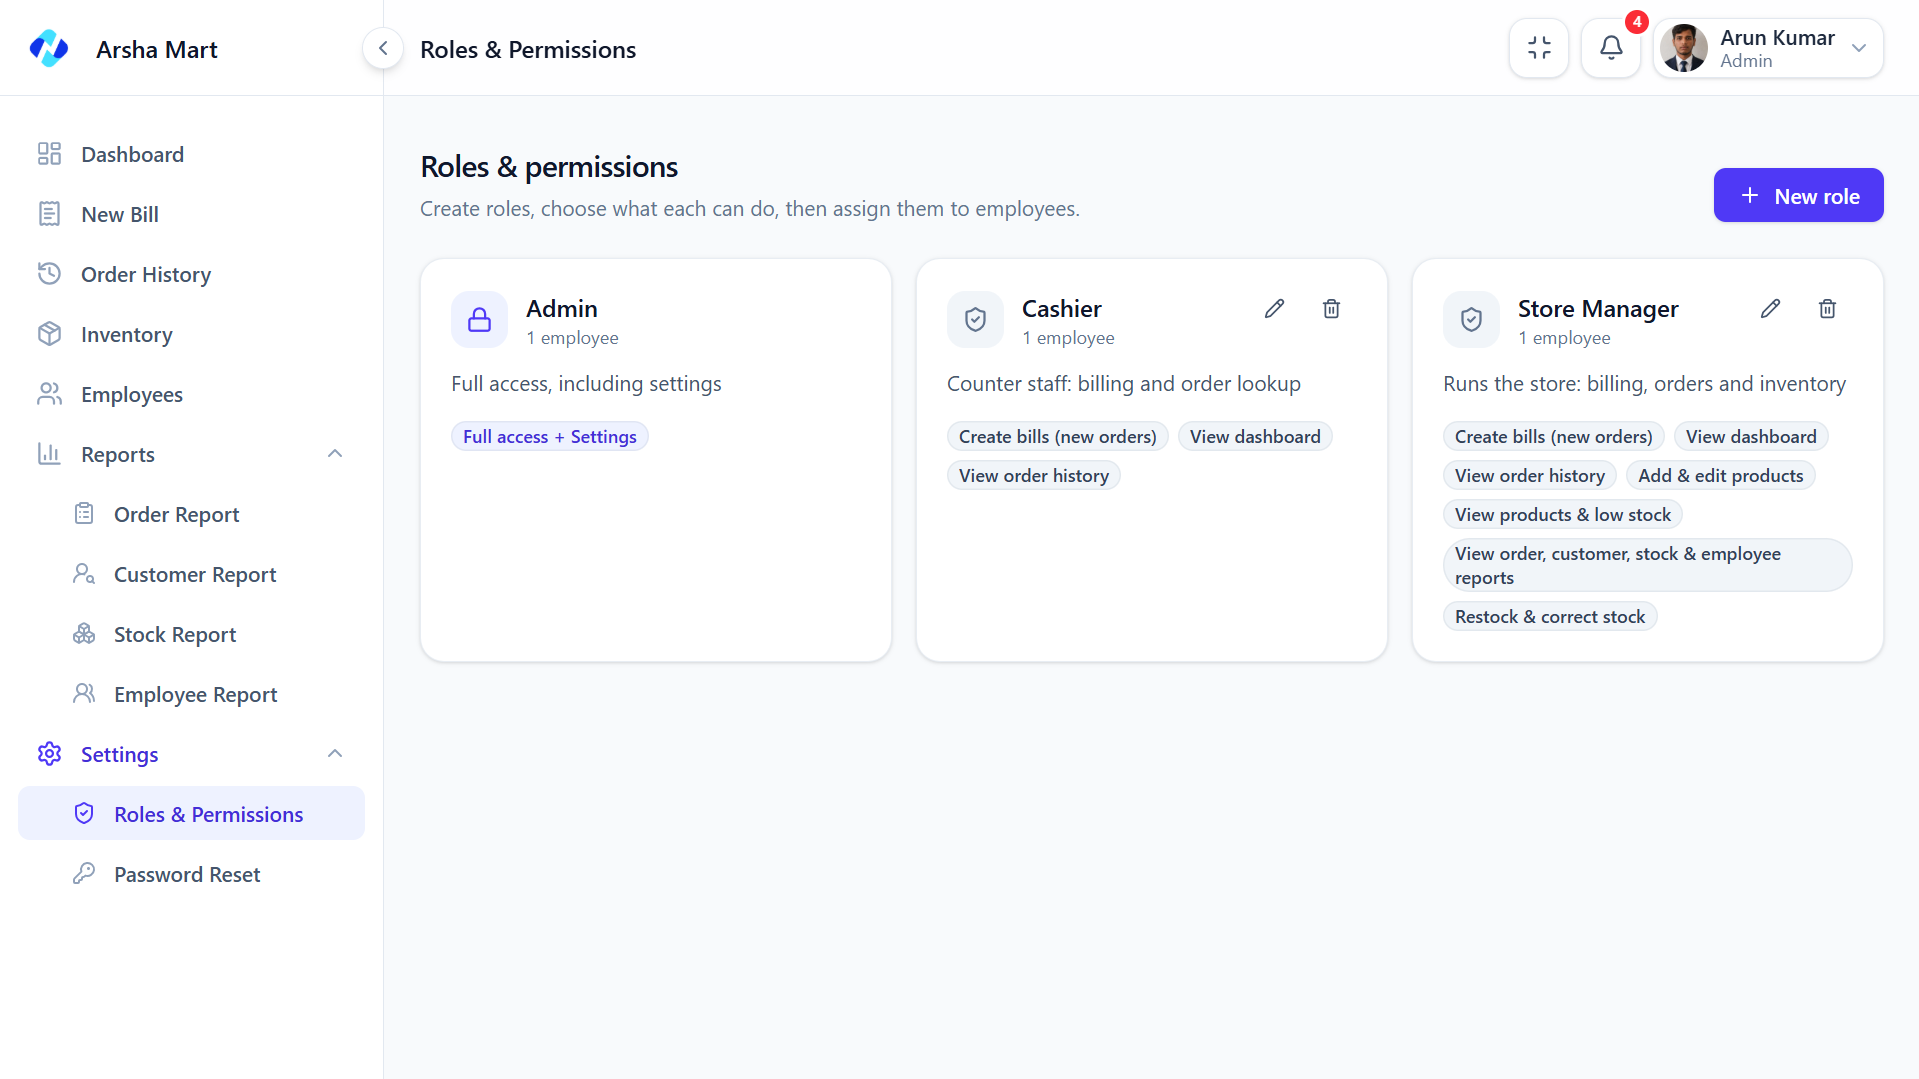 Arsha Mart
Roles & Permissions
4
Arun Kumar
Admin
Dashboard
New Bill
Order History
Inventory
Employees
Reports
Order Report
Customer Report
Stock Report
Employee Report
Settings
Roles & Permissions
Password Reset
Roles & permissions
Create roles, choose what each can do, then assign them to employees.
New role
Admin
1 employee
Full access, including settings
Full access + Settings
Cashier
1 employee
Counter staff: billing and order lookup
Create bills (new orders)
View dashboard
View order history
Store Manager
1 employee
Runs the store: billing, orders and inventory
Create bills (new orders)
View dashboard
View order history
Add & edit products
View products & low stock
View order, customer, stock & employee
reports
Restock & correct stock